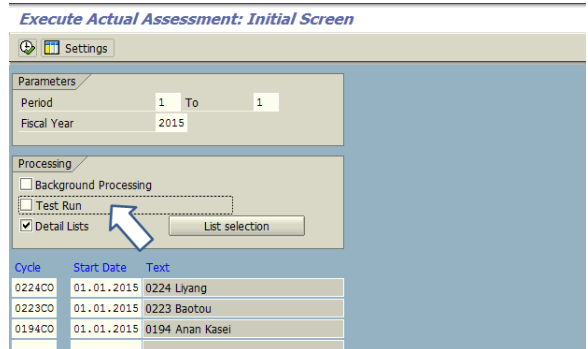 Execute Actual Assessment: Initial Screen
Settings
Parameters
Period 1 To 1
Fiscal Year 2015
Processing
Background Processing
Test Run
Detail Lists List selection
Cycle Start Date Text
0224CO 01.01.2015 0224 Liyang
0223CO 01.01.2015 0223 Baotou
0194CO 01.01.2015 0194 Anan Kasei